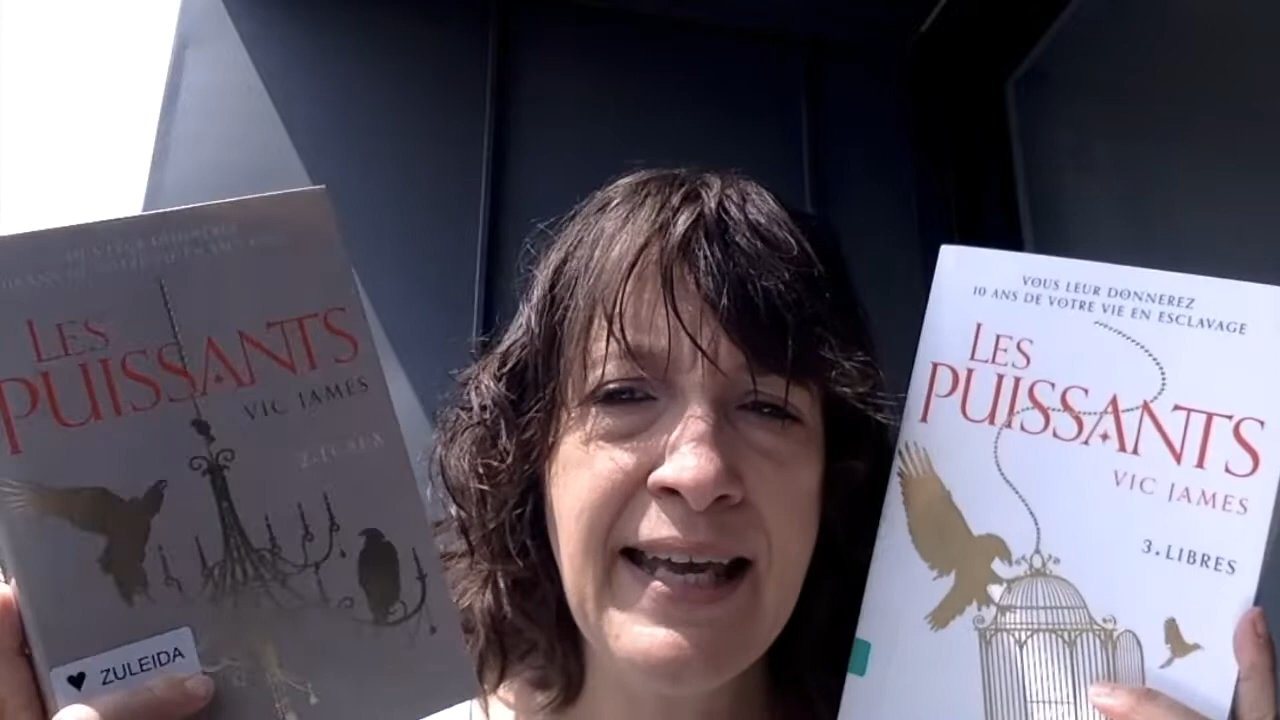 LES
PUISSANTS
VIC JAMES
♥ ZULEIDA
VOUS LEUR DONNEREZ
10 ANS DE VOTRE VIE EN ESCLAVAGE
LES
PUISSANTS
VIC JAMES
3. LIBRES